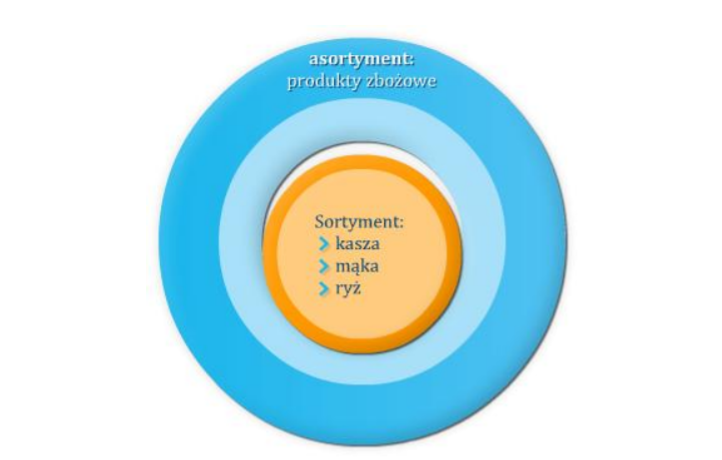 asortyment:
produkty zbożowe
Sortyment:
kasza
mąka
ryż